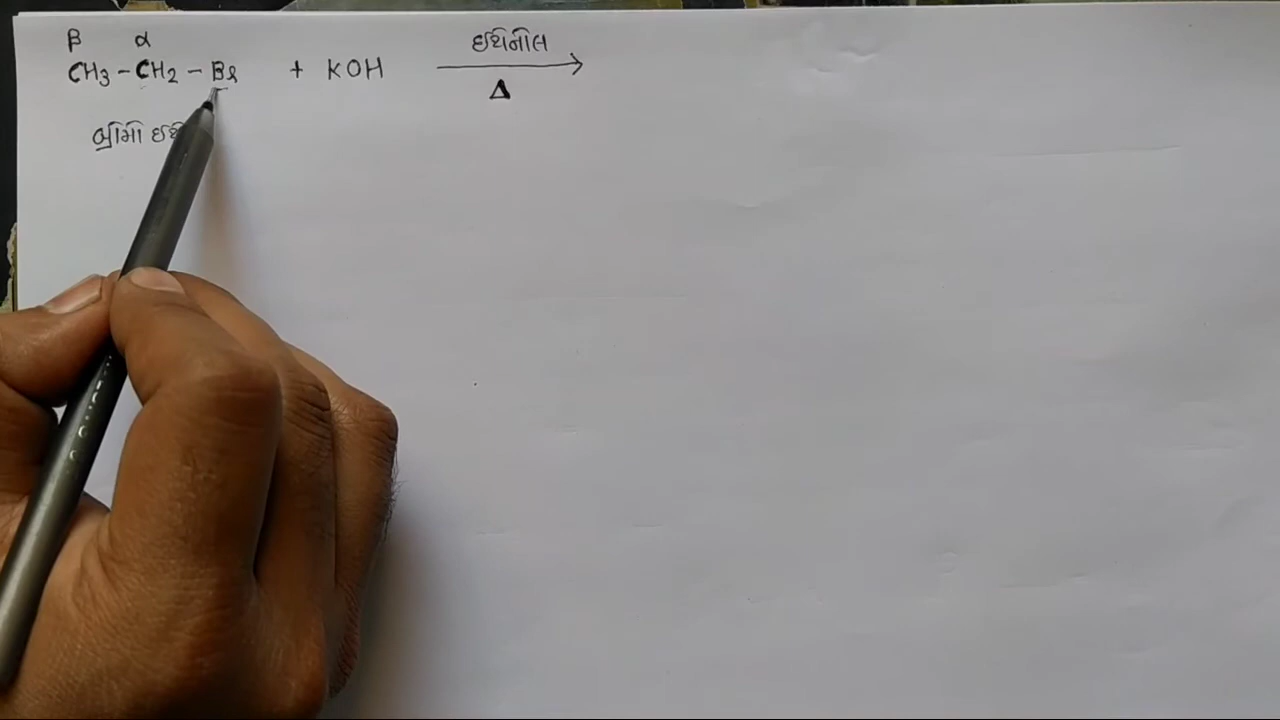 β α
CH3 - CH2 - Br + KOH
ઇથેનોલ
Δ
બ્રોમો